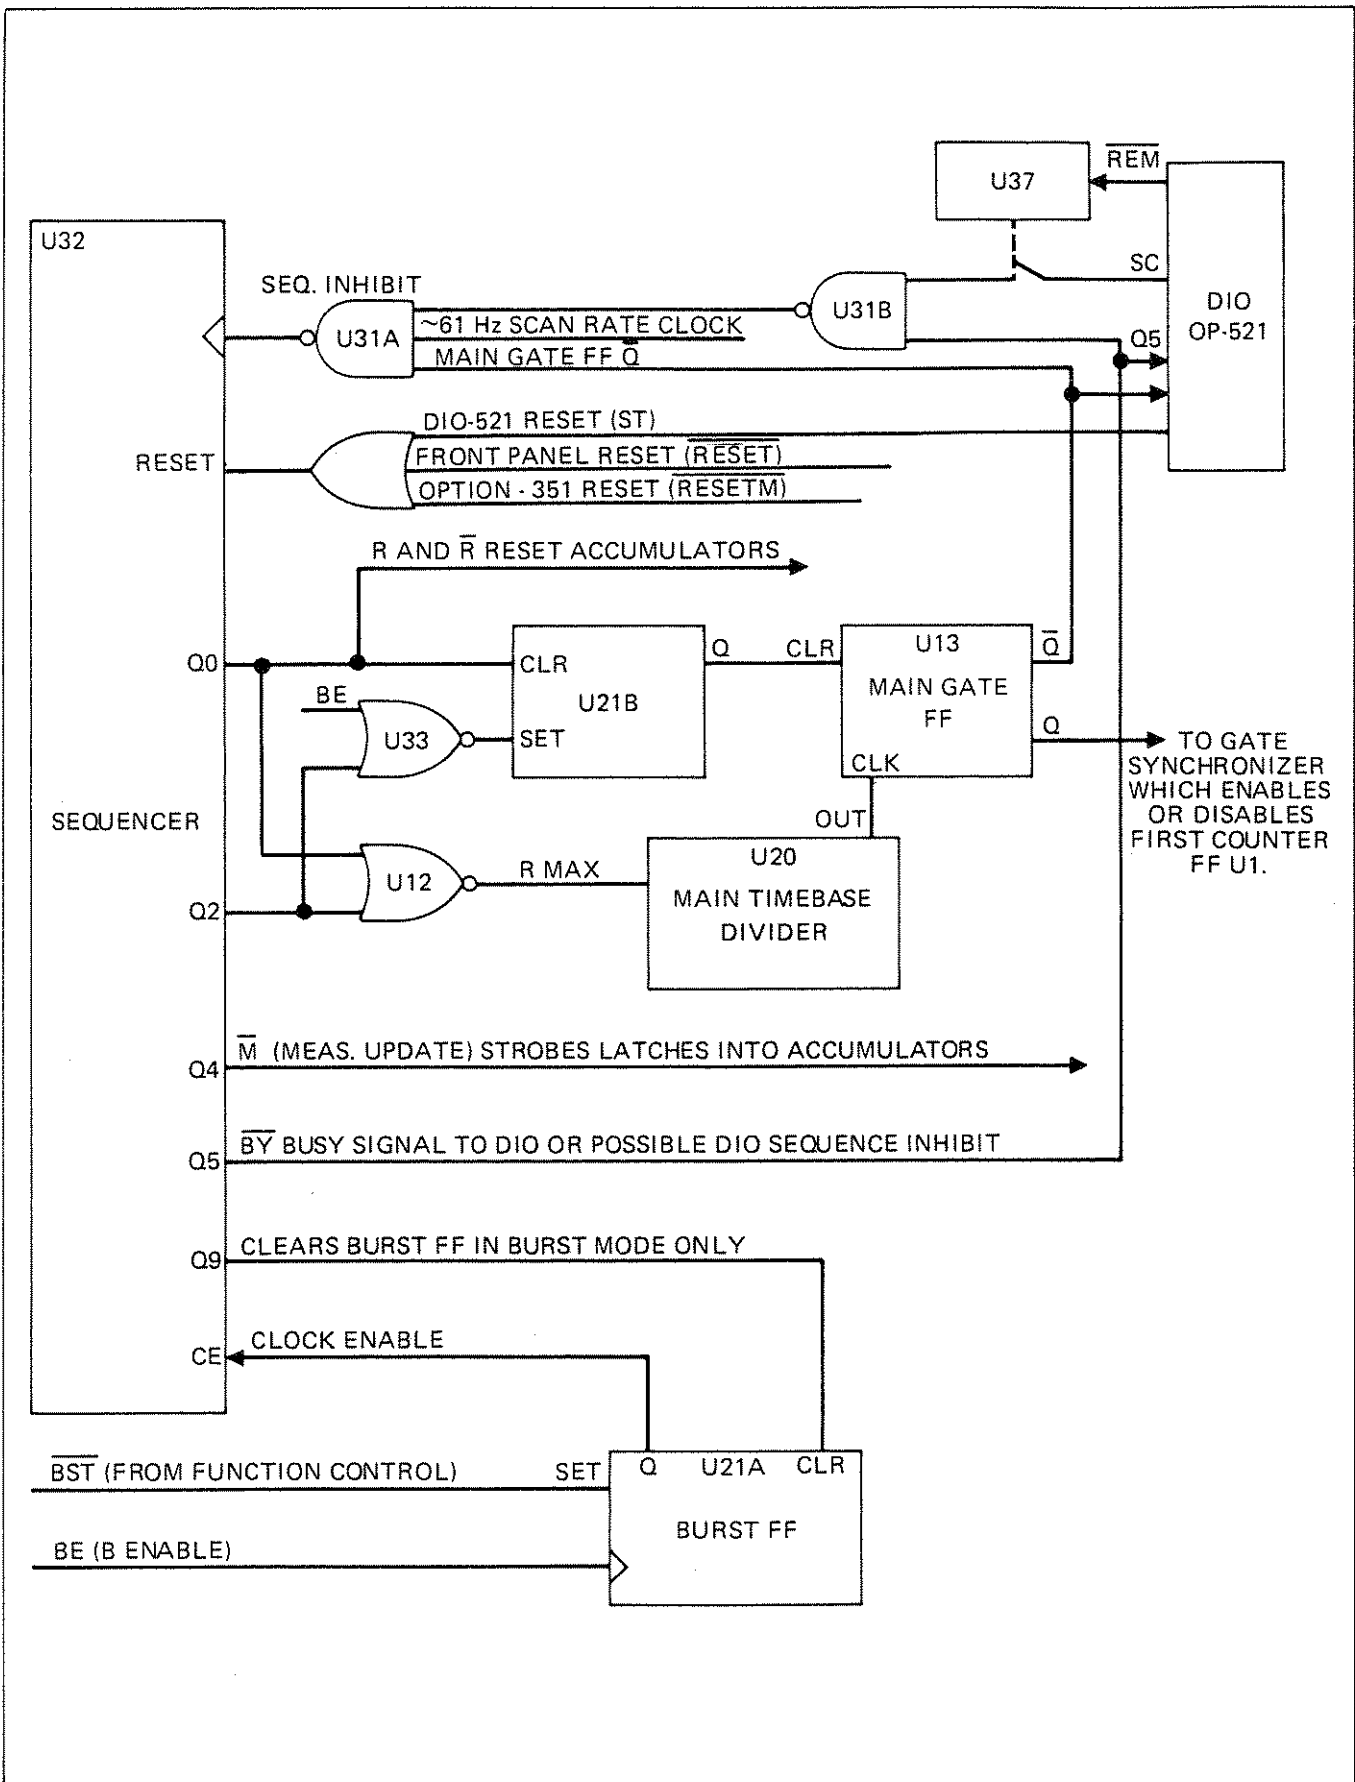 REM
U37
U32
SC
SEQ. INHIBIT
DIO
OP-521
U31B
~61 Hz SCAN RATE CLOCK
U31A
Q5
MAIN GATE FF Q̅
DIO-521 RESET (ST)
FRONT PANEL RESET (R̅E̅S̅E̅T̅)
RESET
OPTION - 351 RESET (R̅E̅S̅E̅T̅M̅)
R AND R̅ RESET ACCUMULATORS
Q0
CLR
Q
CLR
U13
Q̅
BE
U21B
MAIN GATE
FF
U33
SET
Q
CLK
TO GATE
SYNCHRONIZER
WHICH ENABLES
OR DISABLES
FIRST COUNTER
FF U1.
SEQUENCER
OUT
U20
U12
R MAX
MAIN TIMEBASE
DIVIDER
Q2
M̅ (MEAS. UPDATE) STROBES LATCHES INTO ACCUMULATORS
Q4
B̅Y̅ BUSY SIGNAL TO DIO OR POSSIBLE DIO SEQUENCE INHIBIT
Q5
Q9
CLEARS BURST FF IN BURST MODE ONLY
CLOCK ENABLE
CE
B̅S̅T̅ (FROM FUNCTION CONTROL)
SET
Q
U21A
CLR
BURST FF
BE (B ENABLE)